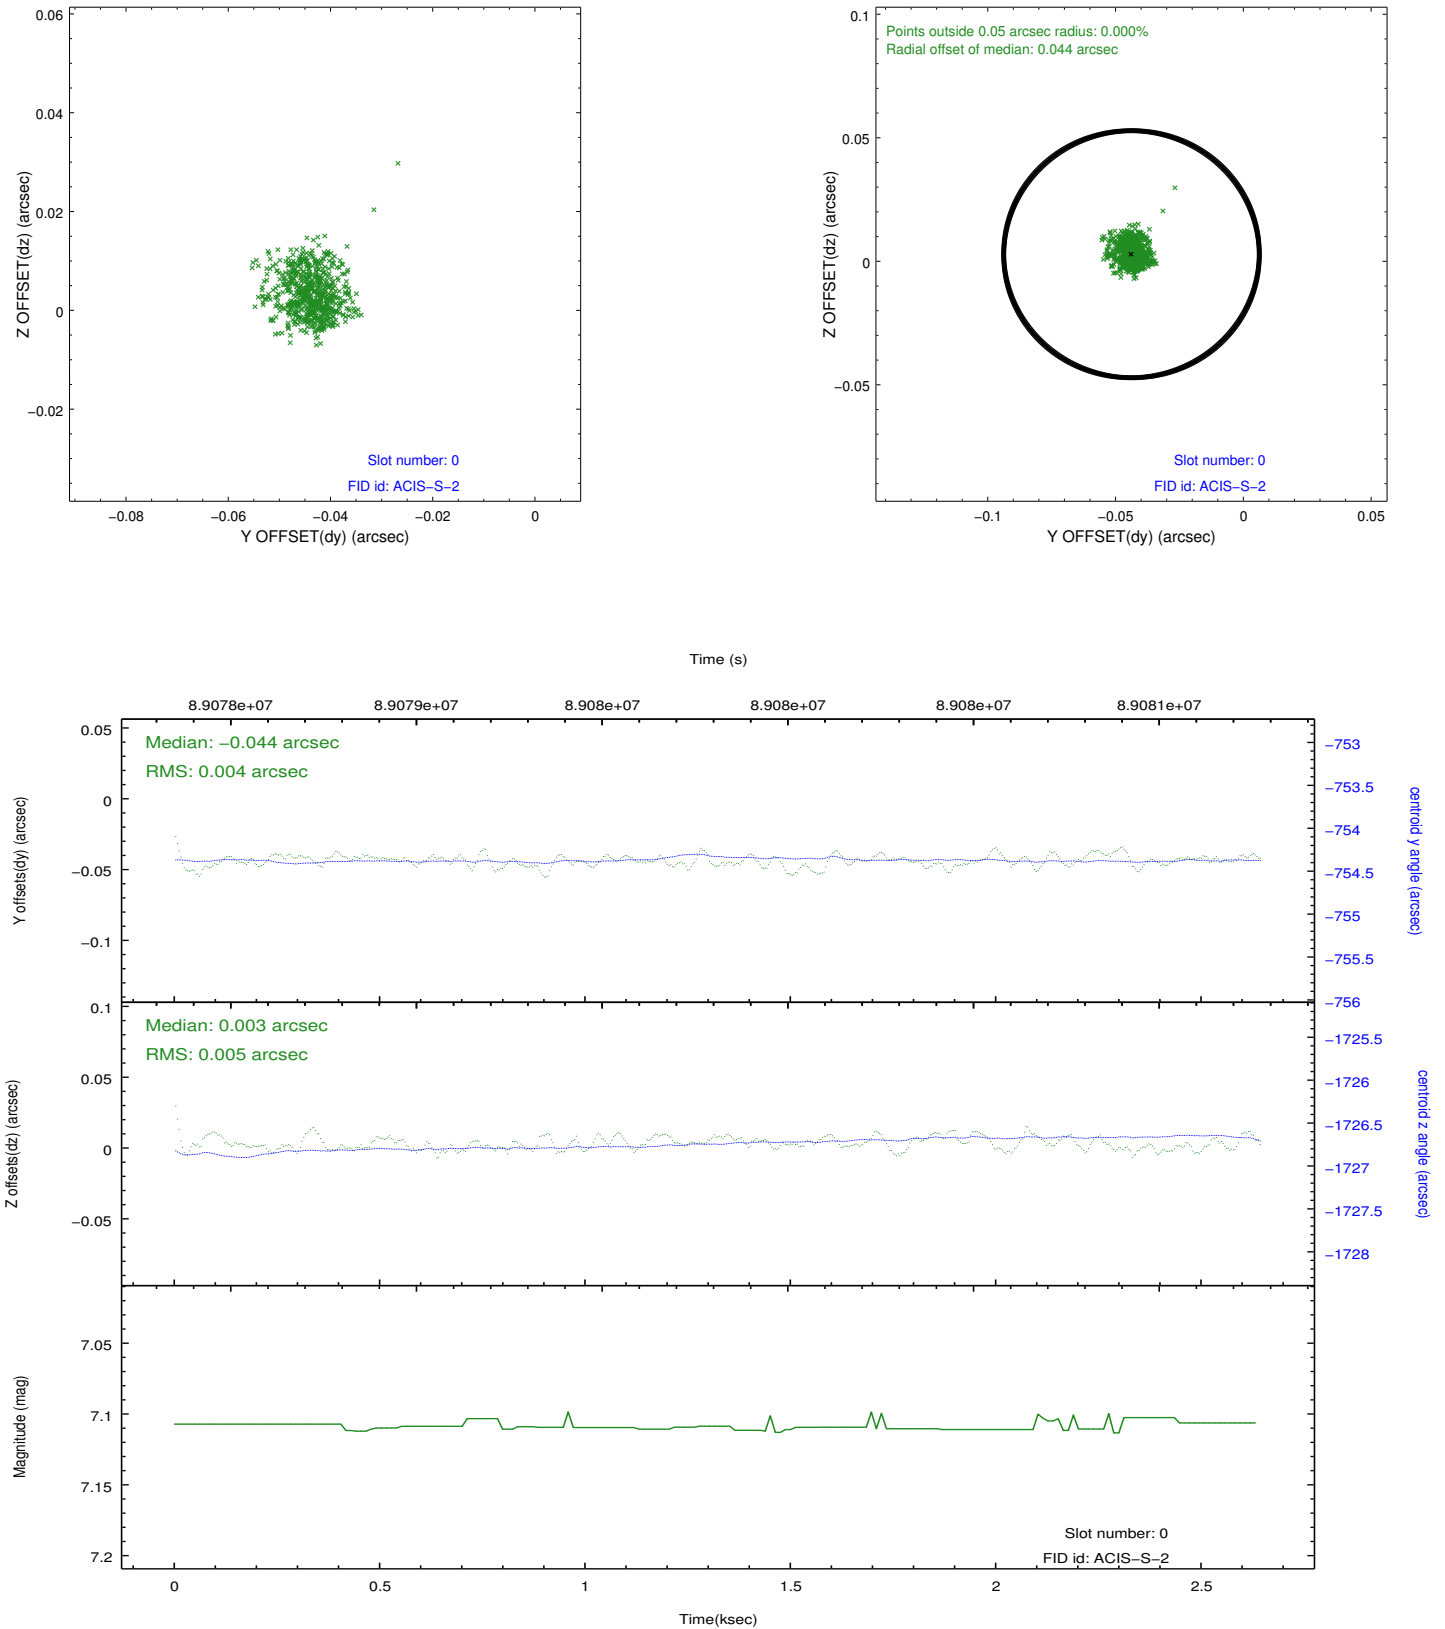 0.06
0.04
0.02
0
−0.02
Z OFFSET(dz) (arcsec)
Slot number: 0
FID id: ACIS−S−2
−0.08
−0.06
−0.04
−0.02
0
Y OFFSET(dy) (arcsec)
Points outside 0.05 arcsec radius: 0.000%
Radial offset of median: 0.044 arcsec
0.1
0.05
0
−0.05
Z OFFSET(dz) (arcsec)
Slot number: 0
FID id: ACIS−S−2
−0.1
−0.05
0
0.05
Y OFFSET(dy) (arcsec)
Time (s)
8.9078e+07
8.9079e+07
8.908e+07
8.908e+07
8.908e+07
8.9081e+07
Median: −0.044 arcsec
RMS: 0.004 arcsec
0.05
0
−0.05
−0.1
Y offsets(dy) (arcsec)
−753
−753.5
−754
−754.5
−755
−755.5
−756
centroid y angle (arcsec)
Median: 0.003 arcsec
RMS: 0.005 arcsec
0.1
0.05
0
−0.05
Z offsets(dz) (arcsec)
−1725.5
−1726
−1726.5
−1727
−1727.5
−1728
centroid z angle (arcsec)
7.05
7.1
7.15
7.2
Magnitude (mag)
Slot number: 0
FID id: ACIS−S−2
0
0.5
1
1.5
2
2.5
Time(ksec)